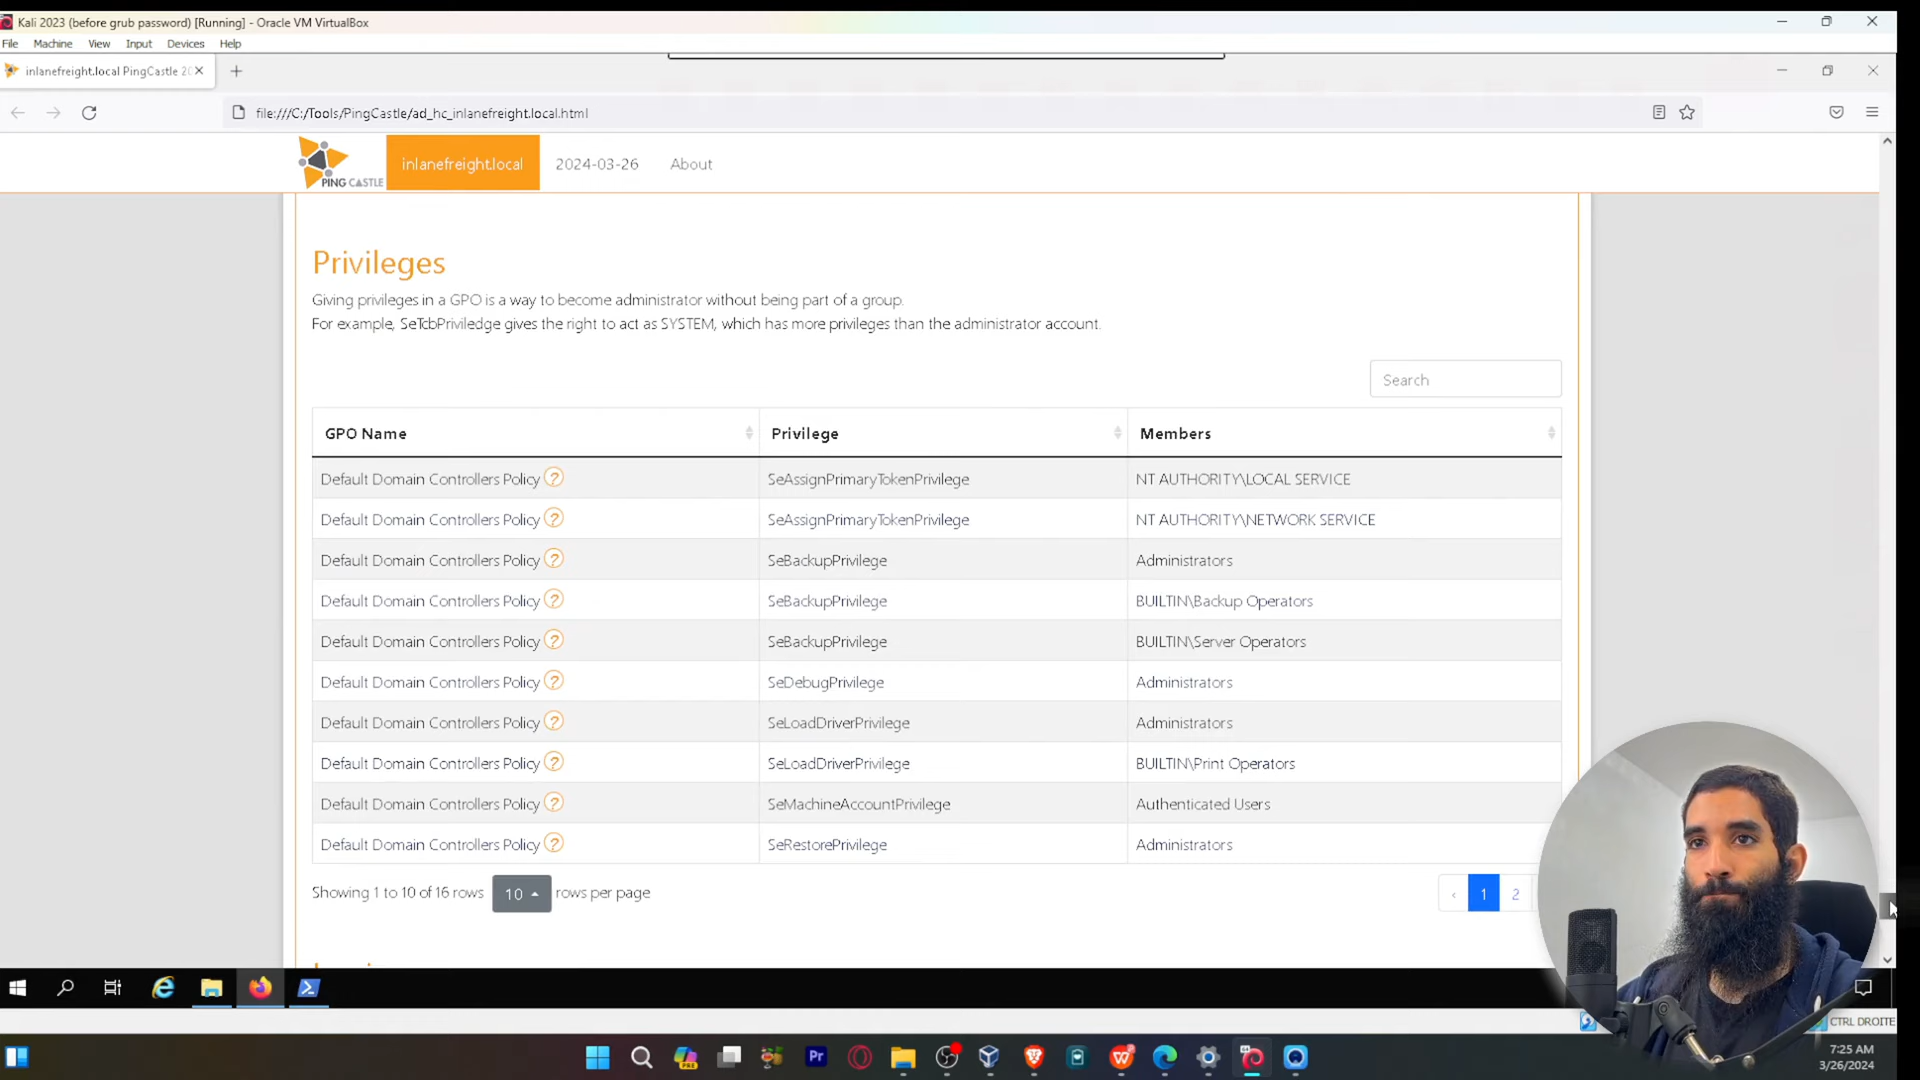 Kali 2023 (before grub password) [Running] - Oracle VM VirtualBox
File Machine View Input Devices Help
inlanefreight.local PingCastle 20
file:///C:/Tools/PingCastle/ad_hc_inlanefreight.local.html
PING CASTLE
inlanefreight.local 2024-03-26 About
Privileges
Giving privileges in a GPO is a way to become administrator without being part of a group.
For example, SeTcbPriviledge gives the right to act as SYSTEM, which has more privileges than the administrator account.
Search
GPO Name Privilege Members
Default Domain Controllers Policy ? SeAssignPrimaryTokenPrivilege NT AUTHORITY\LOCAL SERVICE
Default Domain Controllers Policy ? SeAssignPrimaryTokenPrivilege NT AUTHORITY\NETWORK SERVICE
Default Domain Controllers Policy ? SeBackupPrivilege Administrators
Default Domain Controllers Policy ? SeBackupPrivilege BUILTIN\Backup Operators
Default Domain Controllers Policy ? SeBackupPrivilege BUILTIN\Server Operators
Default Domain Controllers Policy ? SeDebugPrivilege Administrators
Default Domain Controllers Policy ? SeLoadDriverPrivilege Administrators
Default Domain Controllers Policy ? SeLoadDriverPrivilege BUILTIN\Print Operators
Default Domain Controllers Policy ? SeMachineAccountPrivilege Authenticated Users
Default Domain Controllers Policy ? SeRestorePrivilege Administrators
Showing 1 to 10 of 16 rows 10 rows per page ‹ 1 2
CTRL DROITE
Pr
PRE
7:25 AM
3/26/2024